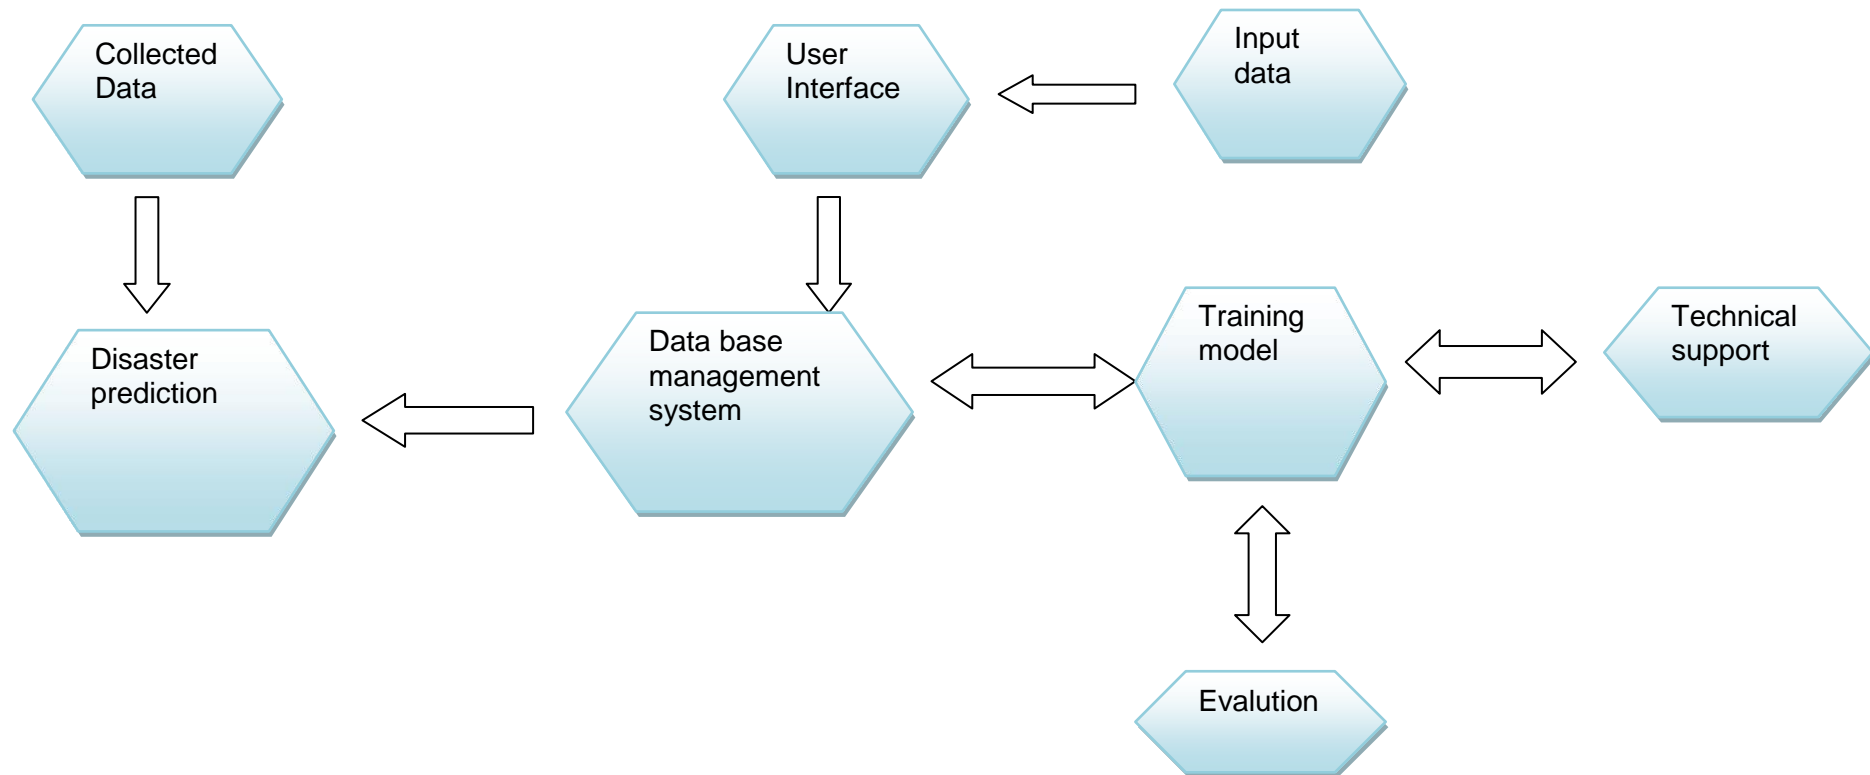 Collected
Data
User
Interface
Input
data
Disaster
prediction
Data base
management
system
Training
model
Technical
support
Evalution